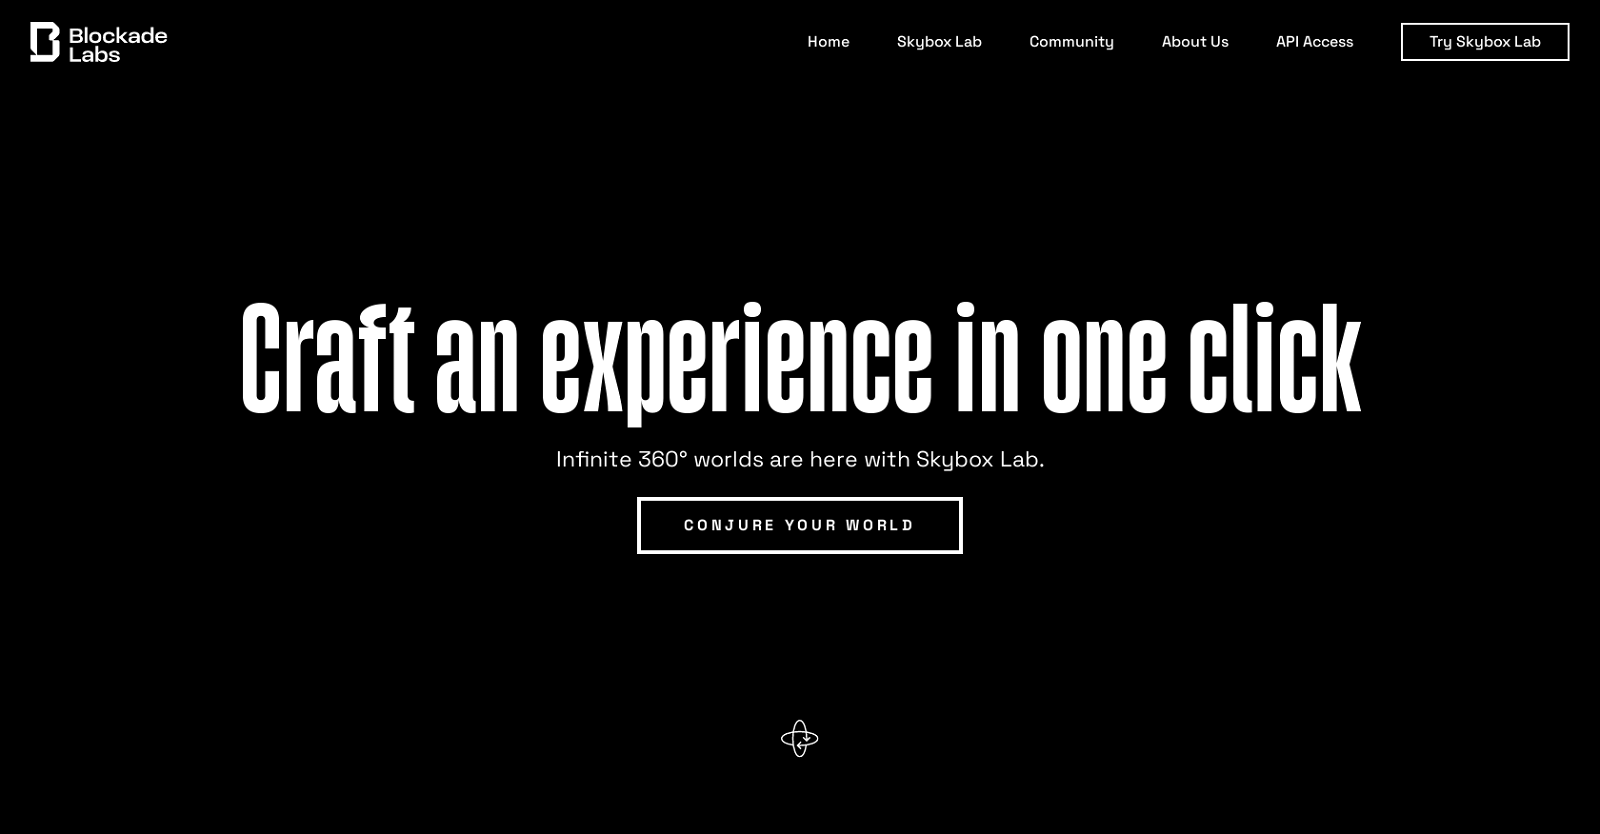 Blockade
Labs
Home
Skybox Lab
Community
About Us
API Access
Try Skybox Lab
Craft an experience in one click
Infinite 360° worlds are here with Skybox Lab.
CONJURE YOUR WORLD